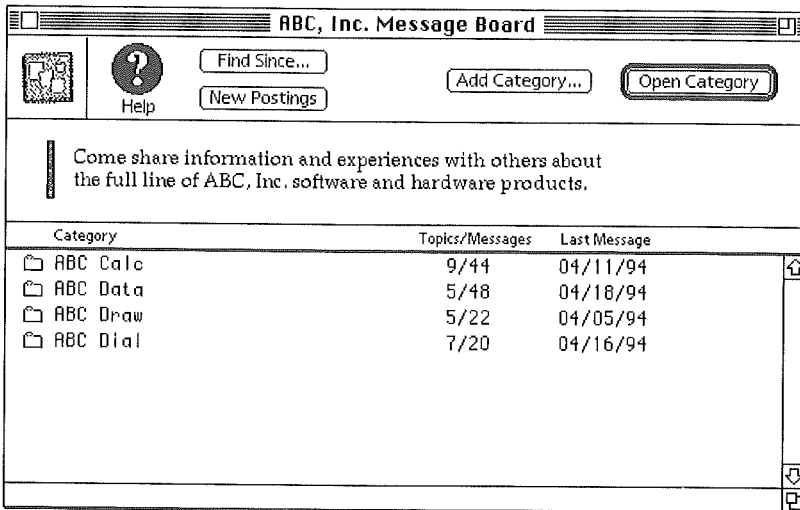 ABC, Inc. Message Board
Find Since...
Add Category...
Open Category
Help
New Postings
Come share information and experiences with others about
the full line of ABC, Inc. software and hardware products.
Category Topics/Messages Last Message
ABC Calc 9/44 04/11/94
ABC Data 5/48 04/18/94
ABC Draw 5/22 04/05/94
ABC Dial 7/20 04/16/94